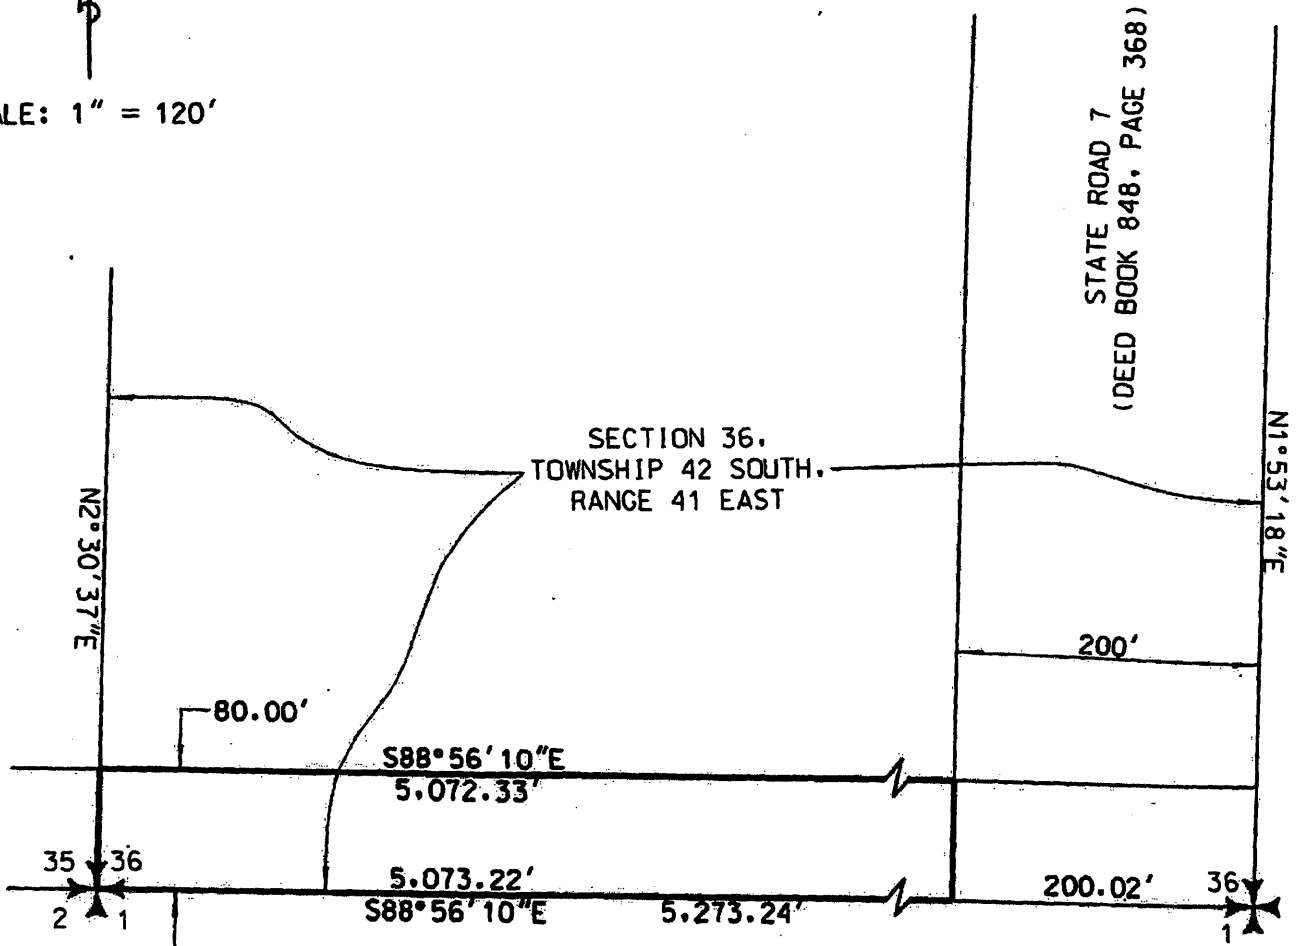 ALE: 1" = 120'
STATE ROAD 7
(DEED BOOK 848. PAGE 368)
SECTION 36.
TOWNSHIP 42 SOUTH.
RANGE 41 EAST
N2°30'37"E
N1°53'18"E
200'
80.00'
S88°56'10"E
5.072.33'
35 36
2 1
5.073.22'
S88°56'10"E
5.273.24'
200.02'
36
1